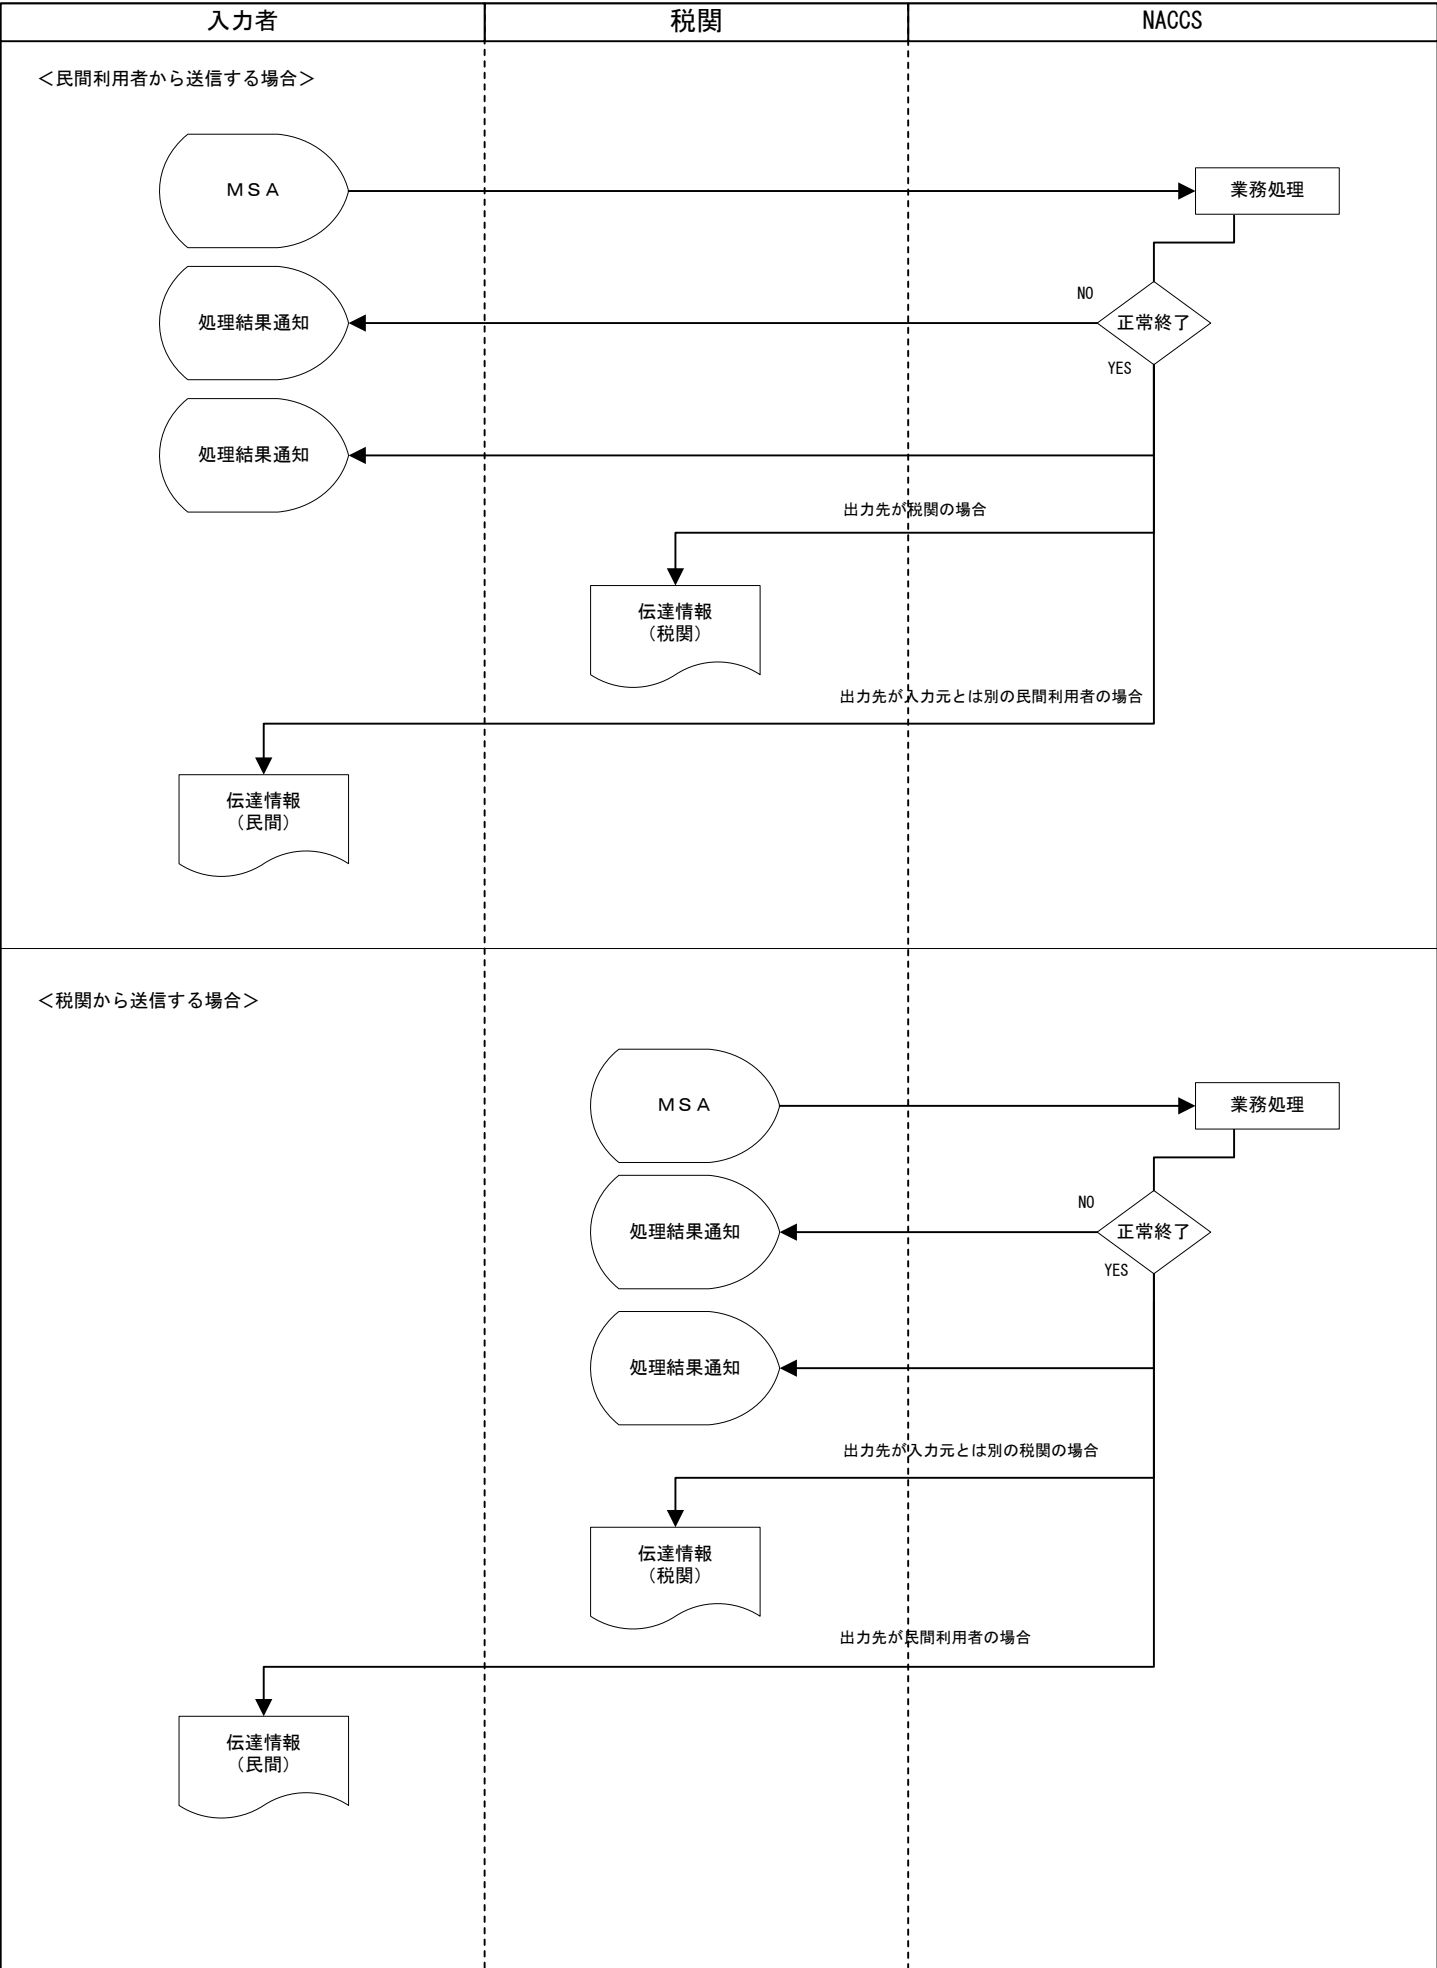 入力者
税関
NACCS
＜民間利用者から送信する場合＞
ＭＳＡ
業務処理
NO
処理結果通知
正常終了
YES
処理結果通知
出力先が税関の場合
伝達情報
（税関）
出力先が入力元とは別の民間利用者の場合
伝達情報
（民間）
＜税関から送信する場合＞
ＭＳＡ
業務処理
NO
処理結果通知
正常終了
YES
処理結果通知
出力先が入力元とは別の税関の場合
伝達情報
（税関）
出力先が民間利用者の場合
伝達情報
（民間）